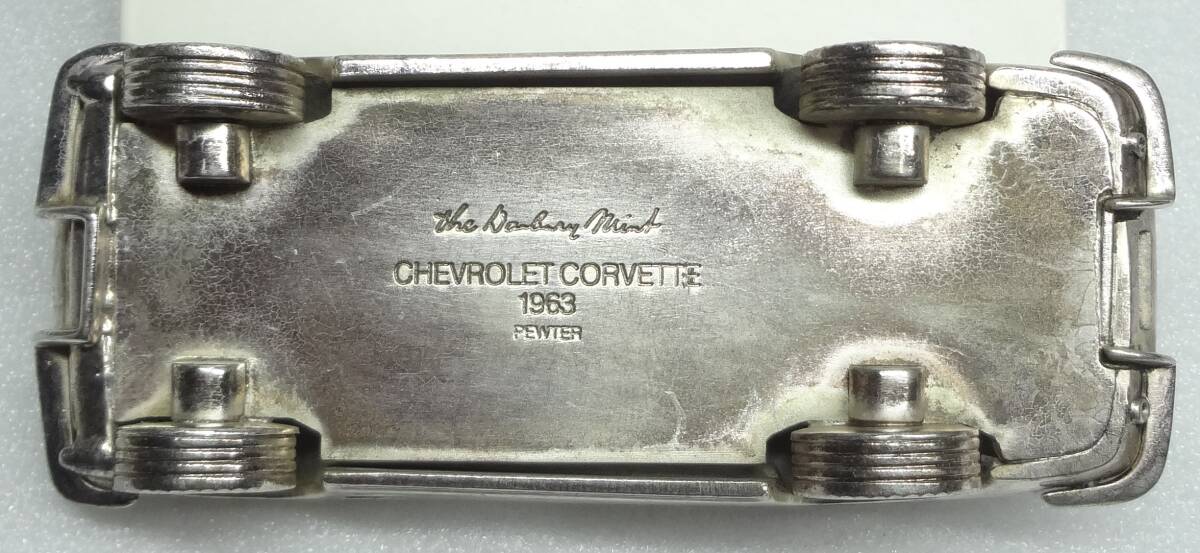 the Danbury Mint
CHEVROLET CORVETTE
1963
PEWTER